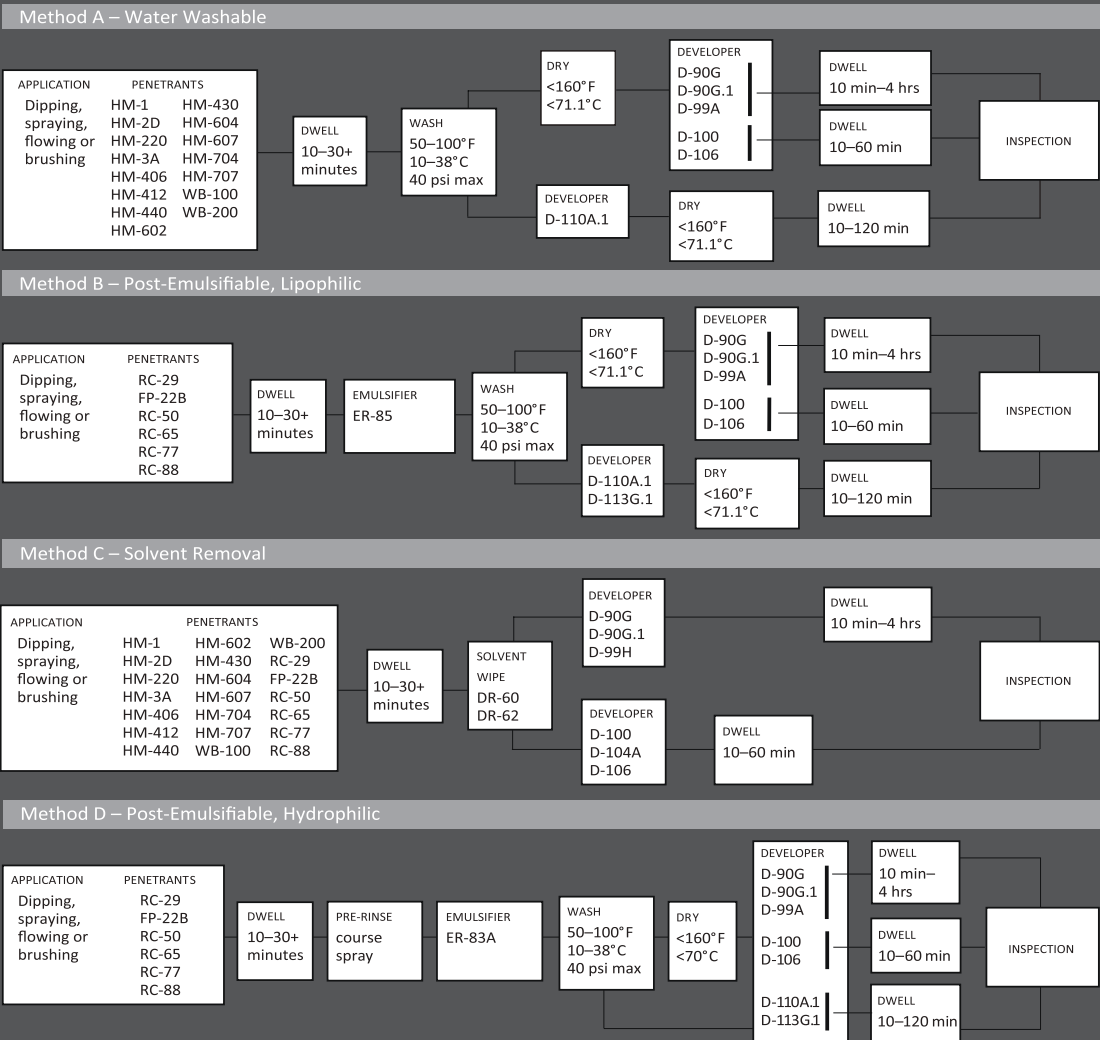 Method A – Water Washable
APPLICATION
Dipping,
spraying,
flowing or
brushing
PENETRANTS
HM-1 HM-430
HM-2D HM-604
HM-220 HM-607
HM-3A HM-704
HM-406 HM-707
HM-412 WB-100
HM-440 WB-200
HM-602
DWELL
10–30+
minutes
WASH
50–100°F
10–38°C
40 psi max
DRY
<160°F
<71.1°C
DEVELOPER
D-90G
D-90G.1
D-99A
D-100
D-106
DWELL
10 min–4 hrs
DWELL
10–60 min
DEVELOPER
D-110A.1
DRY
<160°F
<71.1°C
DWELL
10–120 min
INSPECTION
Method B – Post-Emulsifiable, Lipophilic
APPLICATION
Dipping,
spraying,
flowing or
brushing
PENETRANTS
RC-29
FP-22B
RC-50
RC-65
RC-77
RC-88
DWELL
10–30+
minutes
EMULSIFIER
ER-85
WASH
50–100°F
10–38°C
40 psi max
DRY
<160°F
<71.1°C
DEVELOPER
D-90G
D-90G.1
D-99A
D-100
D-106
DWELL
10 min–4 hrs
DWELL
10–60 min
DEVELOPER
D-110A.1
D-113G.1
DRY
<160°F
<71.1°C
DWELL
10–120 min
INSPECTION
Method C – Solvent Removal
APPLICATION
Dipping,
spraying,
flowing or
brushing
PENETRANTS
HM-1 HM-602 WB-200
HM-2D HM-430 RC-29
HM-220 HM-604 FP-22B
HM-3A HM-607 RC-50
HM-406 HM-704 RC-65
HM-412 HM-707 RC-77
HM-440 WB-100 RC-88
DWELL
10–30+
minutes
SOLVENT
WIPE
DR-60
DR-62
DEVELOPER
D-90G
D-90G.1
D-99H
DWELL
10 min–4 hrs
DEVELOPER
D-100
D-104A
D-106
DWELL
10–60 min
INSPECTION
Method D – Post-Emulsifiable, Hydrophilic
APPLICATION
Dipping,
spraying,
flowing or
brushing
PENETRANTS
RC-29
FP-22B
RC-50
RC-65
RC-77
RC-88
DWELL
10–30+
minutes
PRE-RINSE
course
spray
EMULSIFIER
ER-83A
WASH
50–100°F
10–38°C
40 psi max
DRY
<160°F
<70°C
DEVELOPER
D-90G
D-90G.1
D-99A
D-100
D-106
D-110A.1
D-113G.1
DWELL
10 min–
4 hrs
DWELL
10–60 min
DWELL
10–120 min
INSPECTION